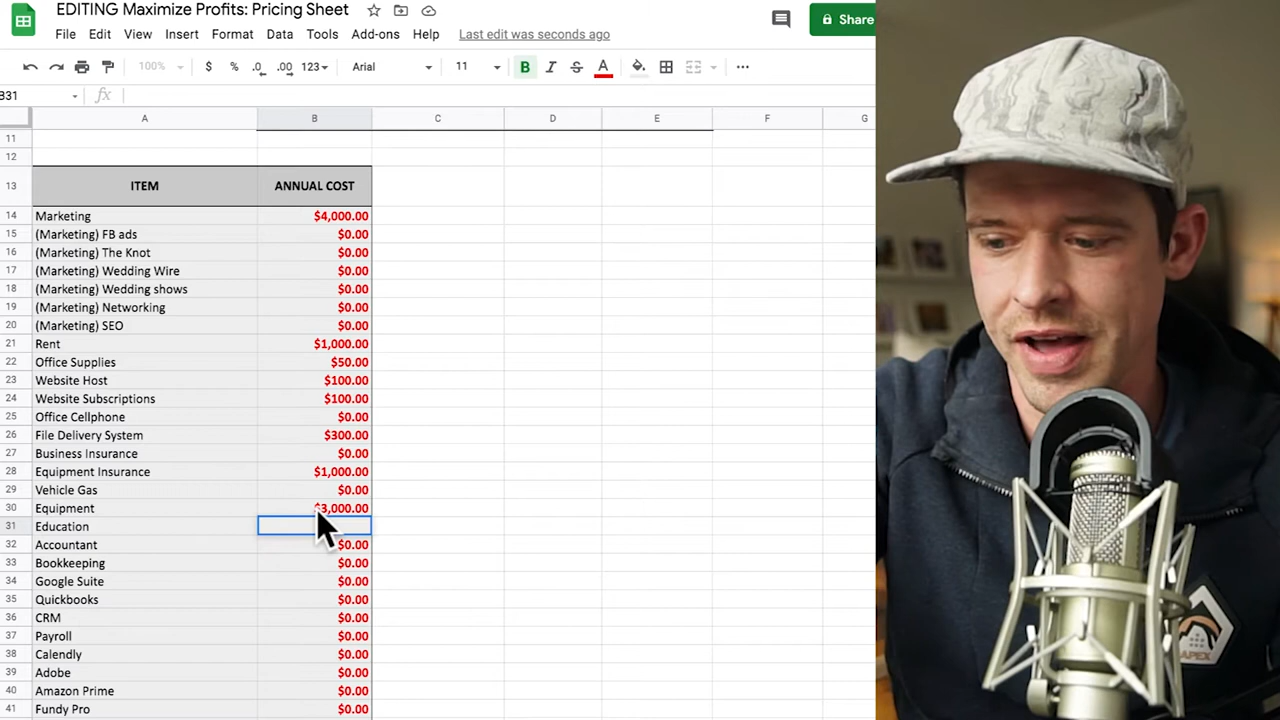 EDITING Maximize Profits: Pricing Sheet
Share
File Edit View Insert Format Data Tools Add-ons Help Last edit was seconds ago
100% $ % .0 .00 123 Arial 11 B I S A
B31 fx
A B C D E F G
11
12
13 ITEM ANNUAL COST
14 Marketing $4,000.00
15 (Marketing) FB ads $0.00
16 (Marketing) The Knot $0.00
17 (Marketing) Wedding Wire $0.00
18 (Marketing) Wedding shows $0.00
19 (Marketing) Networking $0.00
20 (Marketing) SEO $0.00
21 Rent $1,000.00
22 Office Supplies $50.00
23 Website Host $100.00
24 Website Subscriptions $100.00
25 Office Cellphone $0.00
26 File Delivery System $300.00
27 Business Insurance $0.00
28 Equipment Insurance $1,000.00
29 Vehicle Gas $0.00
30 Equipment $3,000.00
31 Education
32 Accountant $0.00
33 Bookkeeping $0.00
34 Google Suite $0.00
35 Quickbooks $0.00
36 CRM $0.00
37 Payroll $0.00
38 Calendly $0.00
39 Adobe $0.00
40 Amazon Prime $0.00
41 Fundy Pro $0.00
APEX